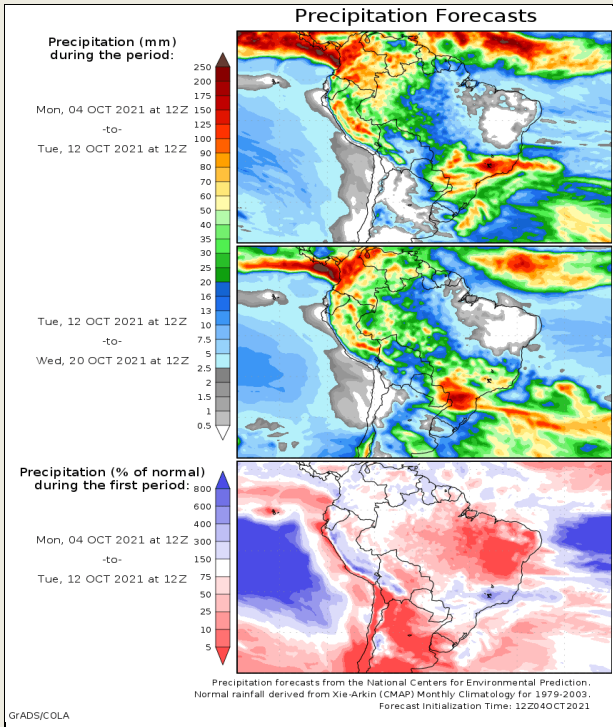 Precipitation Forecasts
Precipitation (mm)
during the period:
Mon, 04 OCT 2021 at 12Z
-to-
Tue, 12 OCT 2021 at 12Z
250
200
175
150
125
100
90
80
70
60
50
40
35
30
25
20
16
13
10
7.5
5
2.5
2
1.5
1
0.5
Tue, 12 OCT 2021 at 12Z
-to-
Wed, 20 OCT 2021 at 12Z
Precipitation (% of normal)
during the first period:
Mon, 04 OCT 2021 at 12Z
-to-
Tue, 12 OCT 2021 at 12Z
800
600
400
300
150
75
50
25
10
5
Precipitation forecasts from the National Centers for Environmental Prediction.
Normal rainfall derived from Xie-Arkin (CMAP) Monthly Climatology for 1979-2003.
Forecast Initialization Time: 12Z04OCT2021
GrADS/COLA